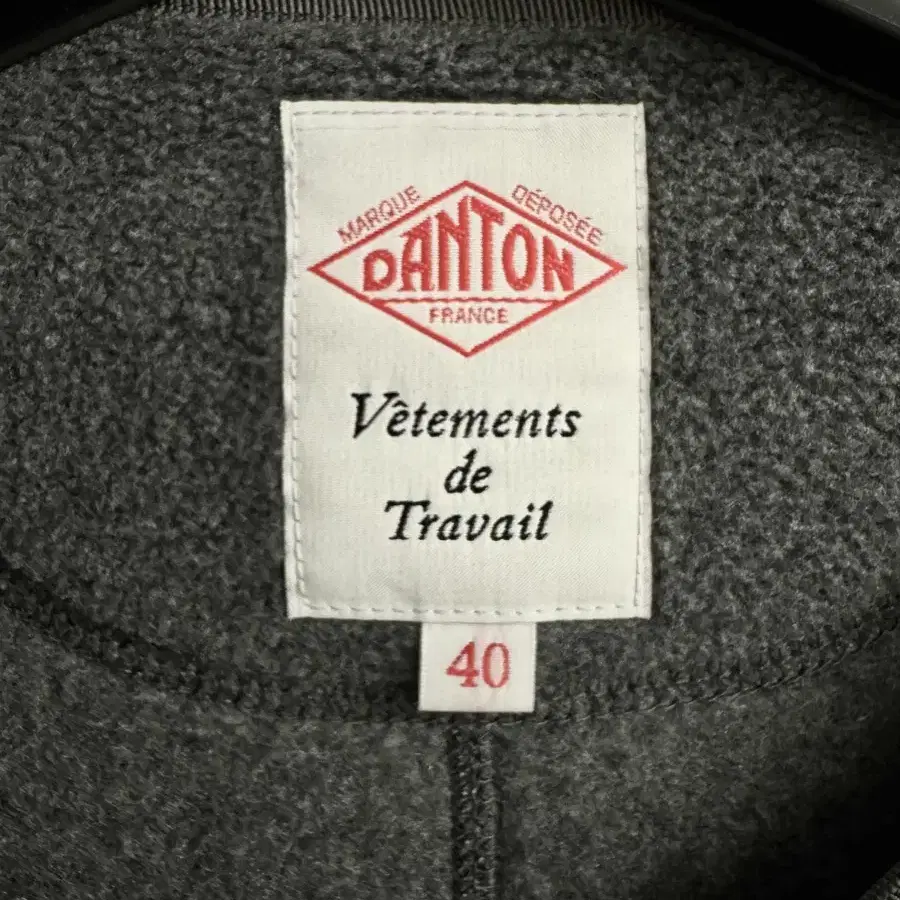 MARQUE DÉPOSÉE
DANTON
FRANCE
Vêtements
de
Travail
40